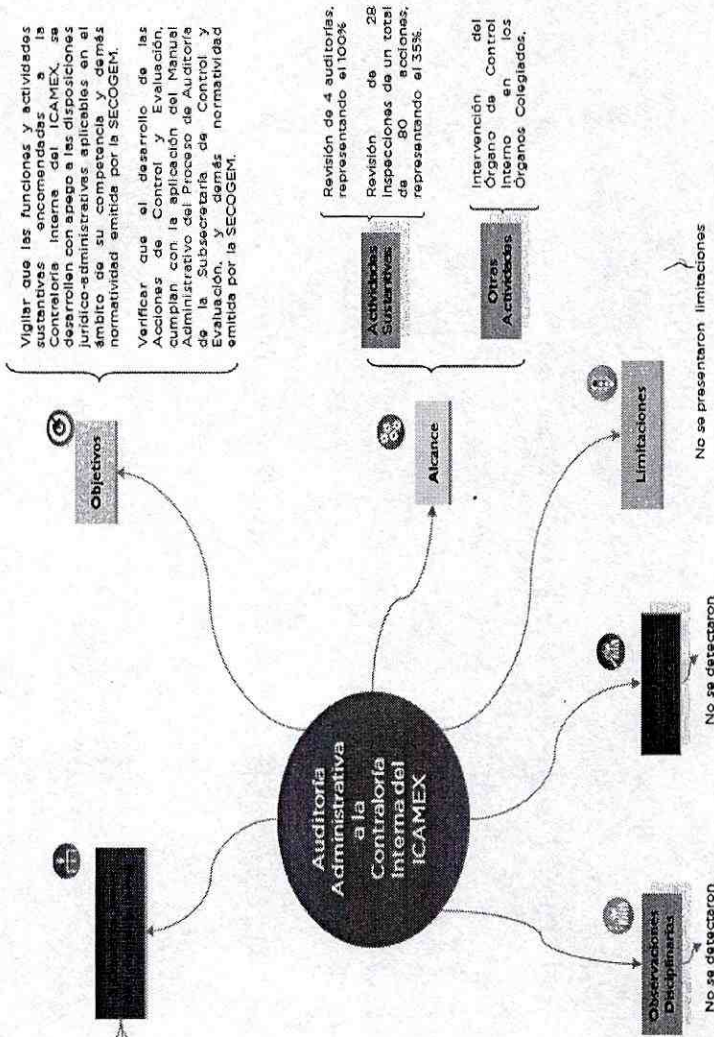 Auditoría
Administrativa
a la
Contraloría
Interna del
ICAMEX
Objetivos
Vigilar que las funciones y actividades
sustantivas encomendadas a la
Contraloría Interna del ICAMEX, se
desarrollen con apego a las disposiciones
jurídico-administrativas aplicables en el
ámbito de su competencia y demás
normatividad emitida por la SECOGEM.
Verificar que el desarrollo de las
Acciones de Control y Evaluación,
cumplan con la aplicación del Manual
Administrativo del Proceso de Auditoría
de la Subsecretaría de Control y
Evaluación, y demás normatividad
emitida por la SECOGEM.
Alcance
Actividades
Sustantivas
Revisión de 4 auditorías,
representando el 100%
Revisión de 28
Inspecciones de un total
de 80 acciones,
representando el 35%.
Otras
Actividades
Intervención del
Órgano de Control
Interno en los
Órganos Colegiados.
Limitaciones
No se presentaron limitaciones
No se detectaron
Observaciones
Disciplinarias
No se detectaron